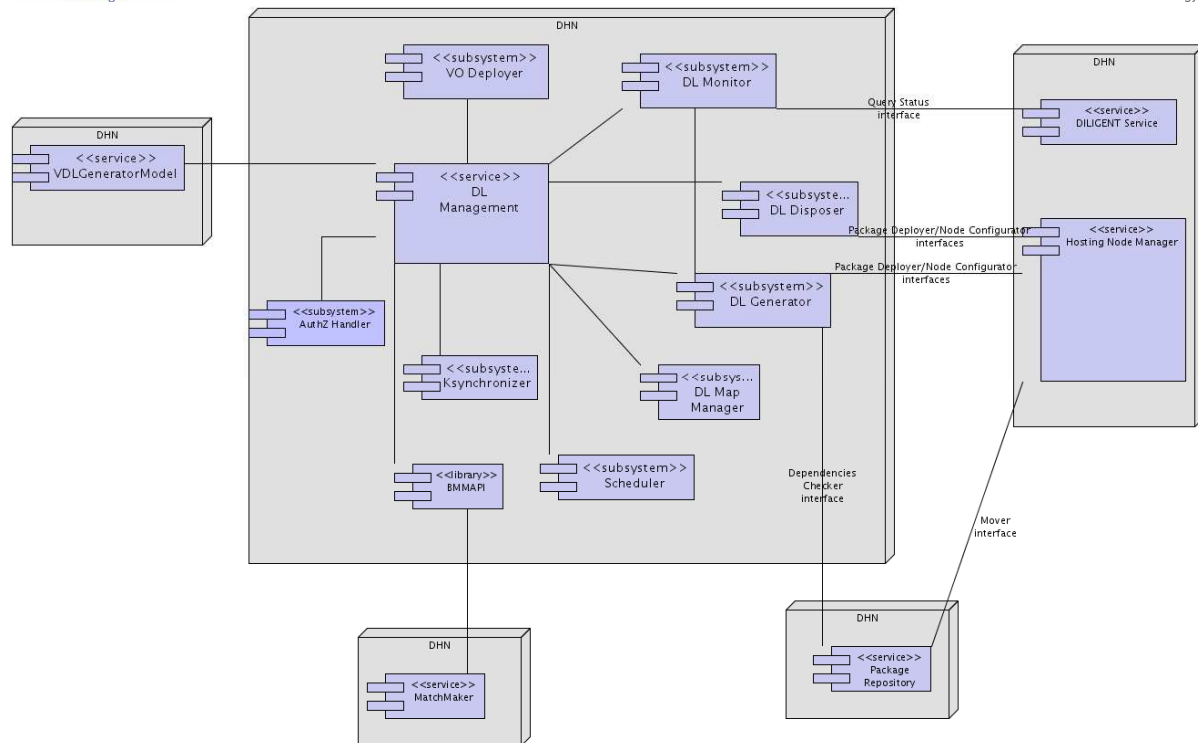 DHN
<<subsystem>>
VO Deployer
<<subsystem>>
DL Monitor
DHN
Query Status
interface
<<service>>
DILIGENT Service
DHN
<<service>>
VDLGeneratorModel
<<service>>
DL
Management
<<subsyste...
DL Disposer
Package Deployer/Node Configurator
interfaces
<<service>>
Hosting Node Manager
Package Deployer/Node Configurator
interfaces
<<subsystem>>
DL Generator
<<subsystem>>
AuthZ Handler
<<subsyste...
Ksynchronizer
<<subsys...
DL Map
Manager
<<library>>
BMMAPI
<<subsystem>>
Scheduler
Dependencies
Checker
interface
Mover
interface
DHN
<<service>>
MatchMaker
DHN
<<service>>
Package
Repository